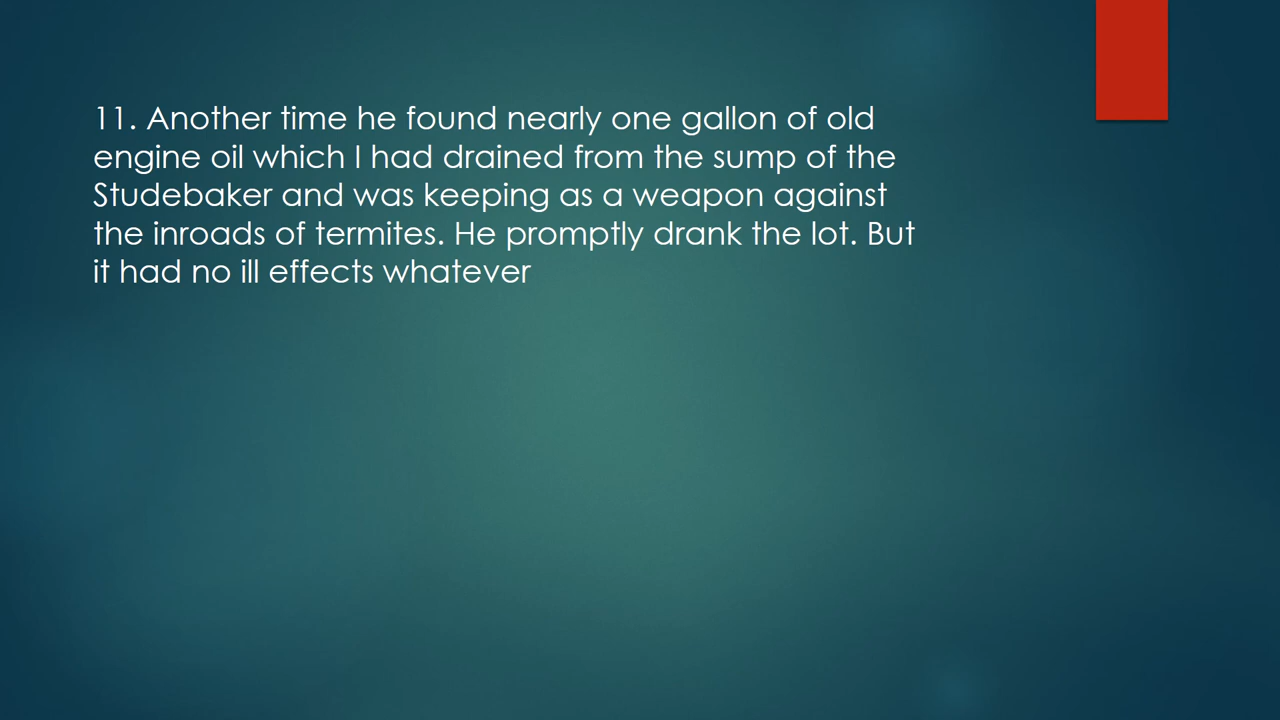 11. Another time he found nearly one gallon of old
engine oil which I had drained from the sump of the
Studebaker and was keeping as a weapon against
the inroads of termites. He promptly drank the lot. But
it had no ill effects whatever